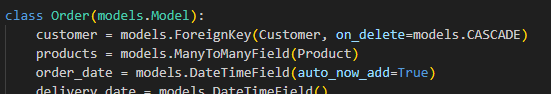 class Order(models.Model):
    customer = models.ForeignKey(Customer, on_delete=models.CASCADE)
    products = models.ManyToManyField(Product)
    order_date = models.DateTimeField(auto_now_add=True)
    delivery_date = models.DateTimeField()